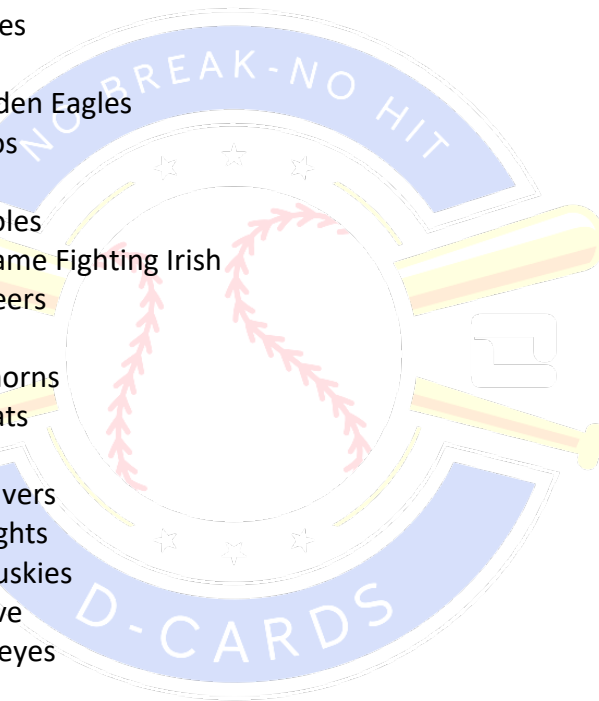 es
NO BREAK-NO HIT
den Eagles
os
oles
ame Fighting Irish
eers
horns
ats
vers
ghts
uskies
ve
eyes
D-CARDS